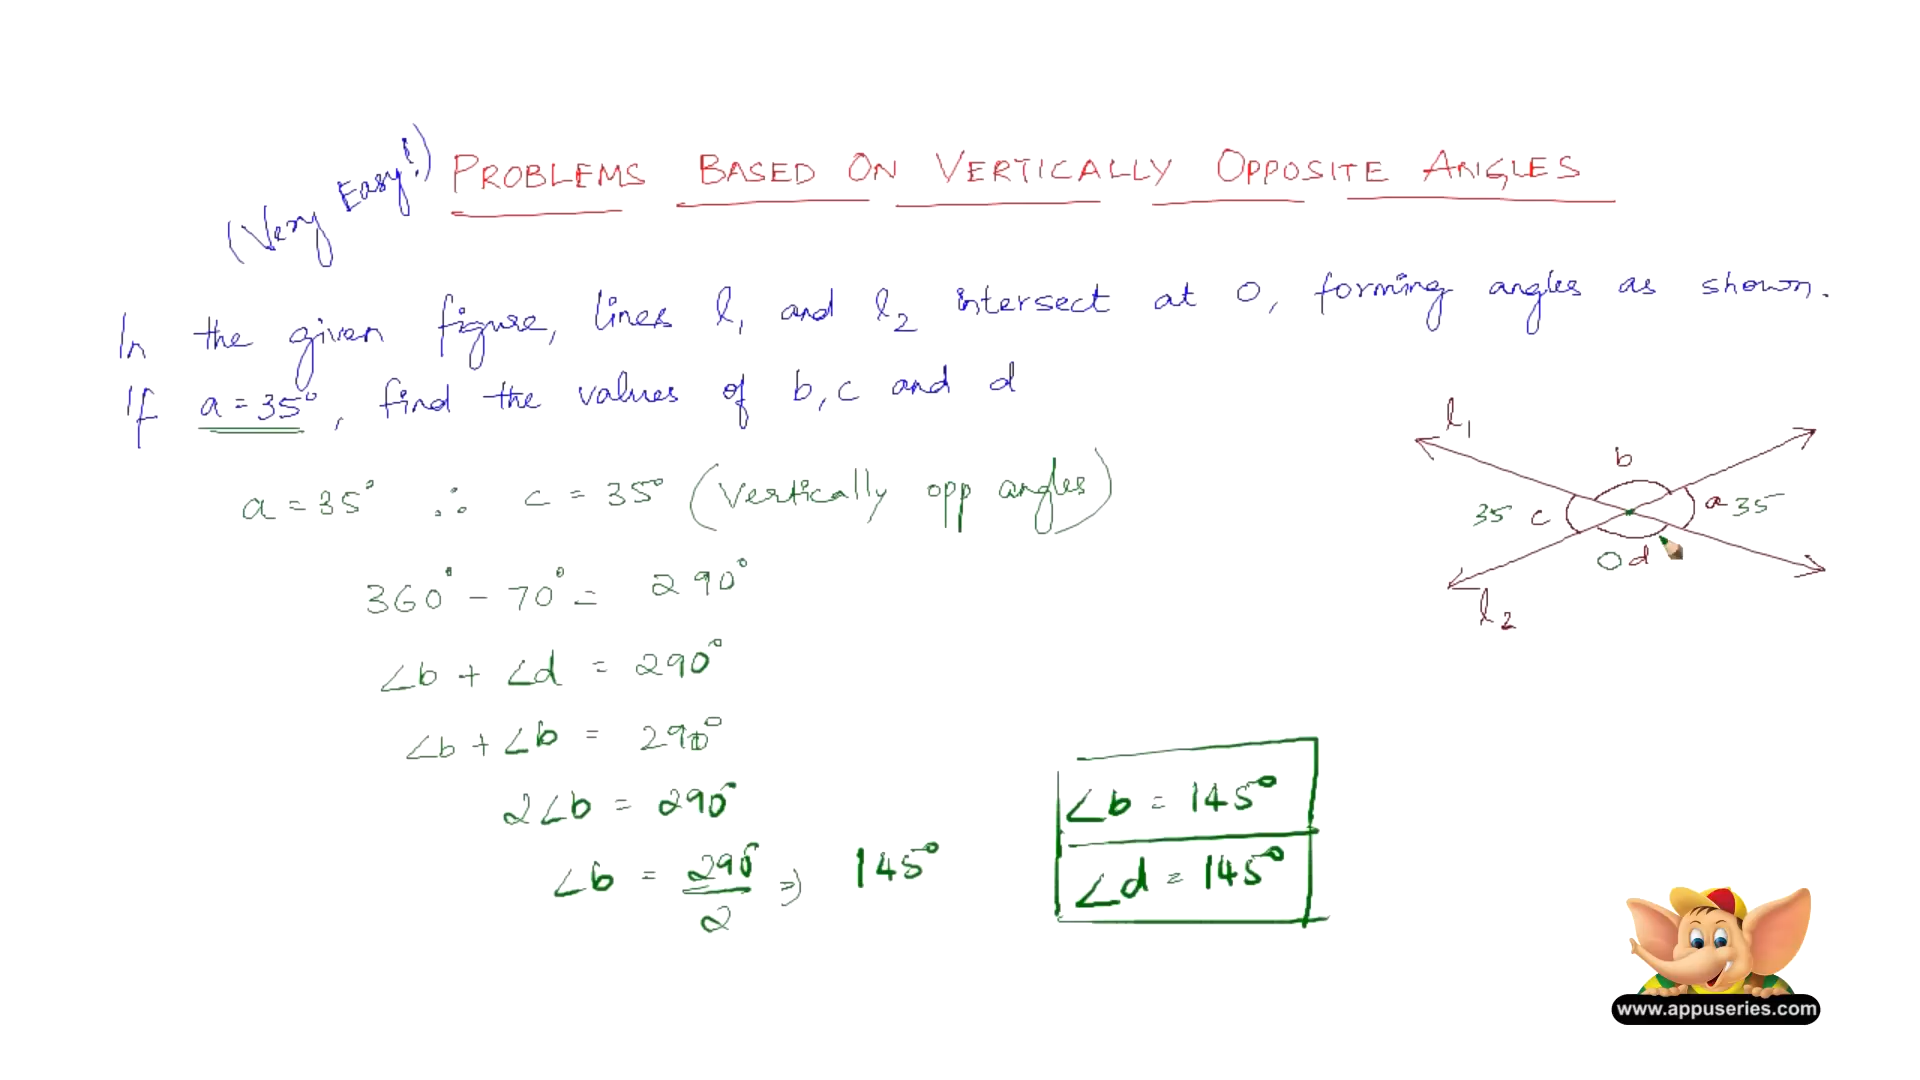 (Very Easy!) PROBLEMS BASED ON VERTICALLY OPPOSITE ANGLES
In the given figure, lines l₁ and l₂ intersect at O, forming angles as shown.
If a = 35°, find the values of b, c and d
a = 35° ∴ c = 35° (Vertically opp angles)
360° - 70° = 290°
∠b + ∠d = 290°
∠b + ∠b = 290°
2∠b = 290°
∠b = 290°/2 => 145°
∠b = 145°
∠d = 145°
l₁
b
35 c
a 35
O d
l₂
www.appuseries.com